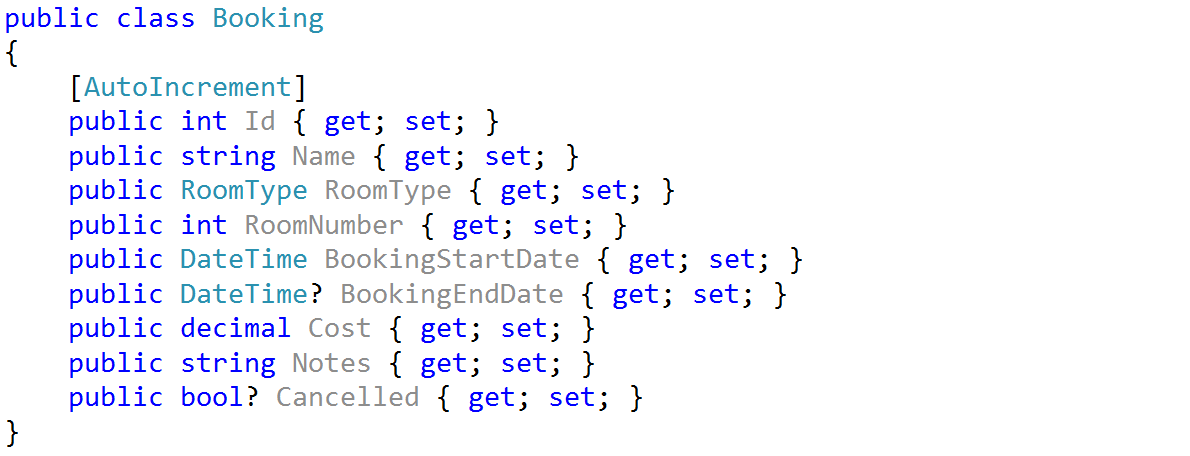 public class Booking
{
    [AutoIncrement]
    public int Id { get; set; }
    public string Name { get; set; }
    public RoomType RoomType { get; set; }
    public int RoomNumber { get; set; }
    public DateTime BookingStartDate { get; set; }
    public DateTime? BookingEndDate { get; set; }
    public decimal Cost { get; set; }
    public string Notes { get; set; }
    public bool? Cancelled { get; set; }
}